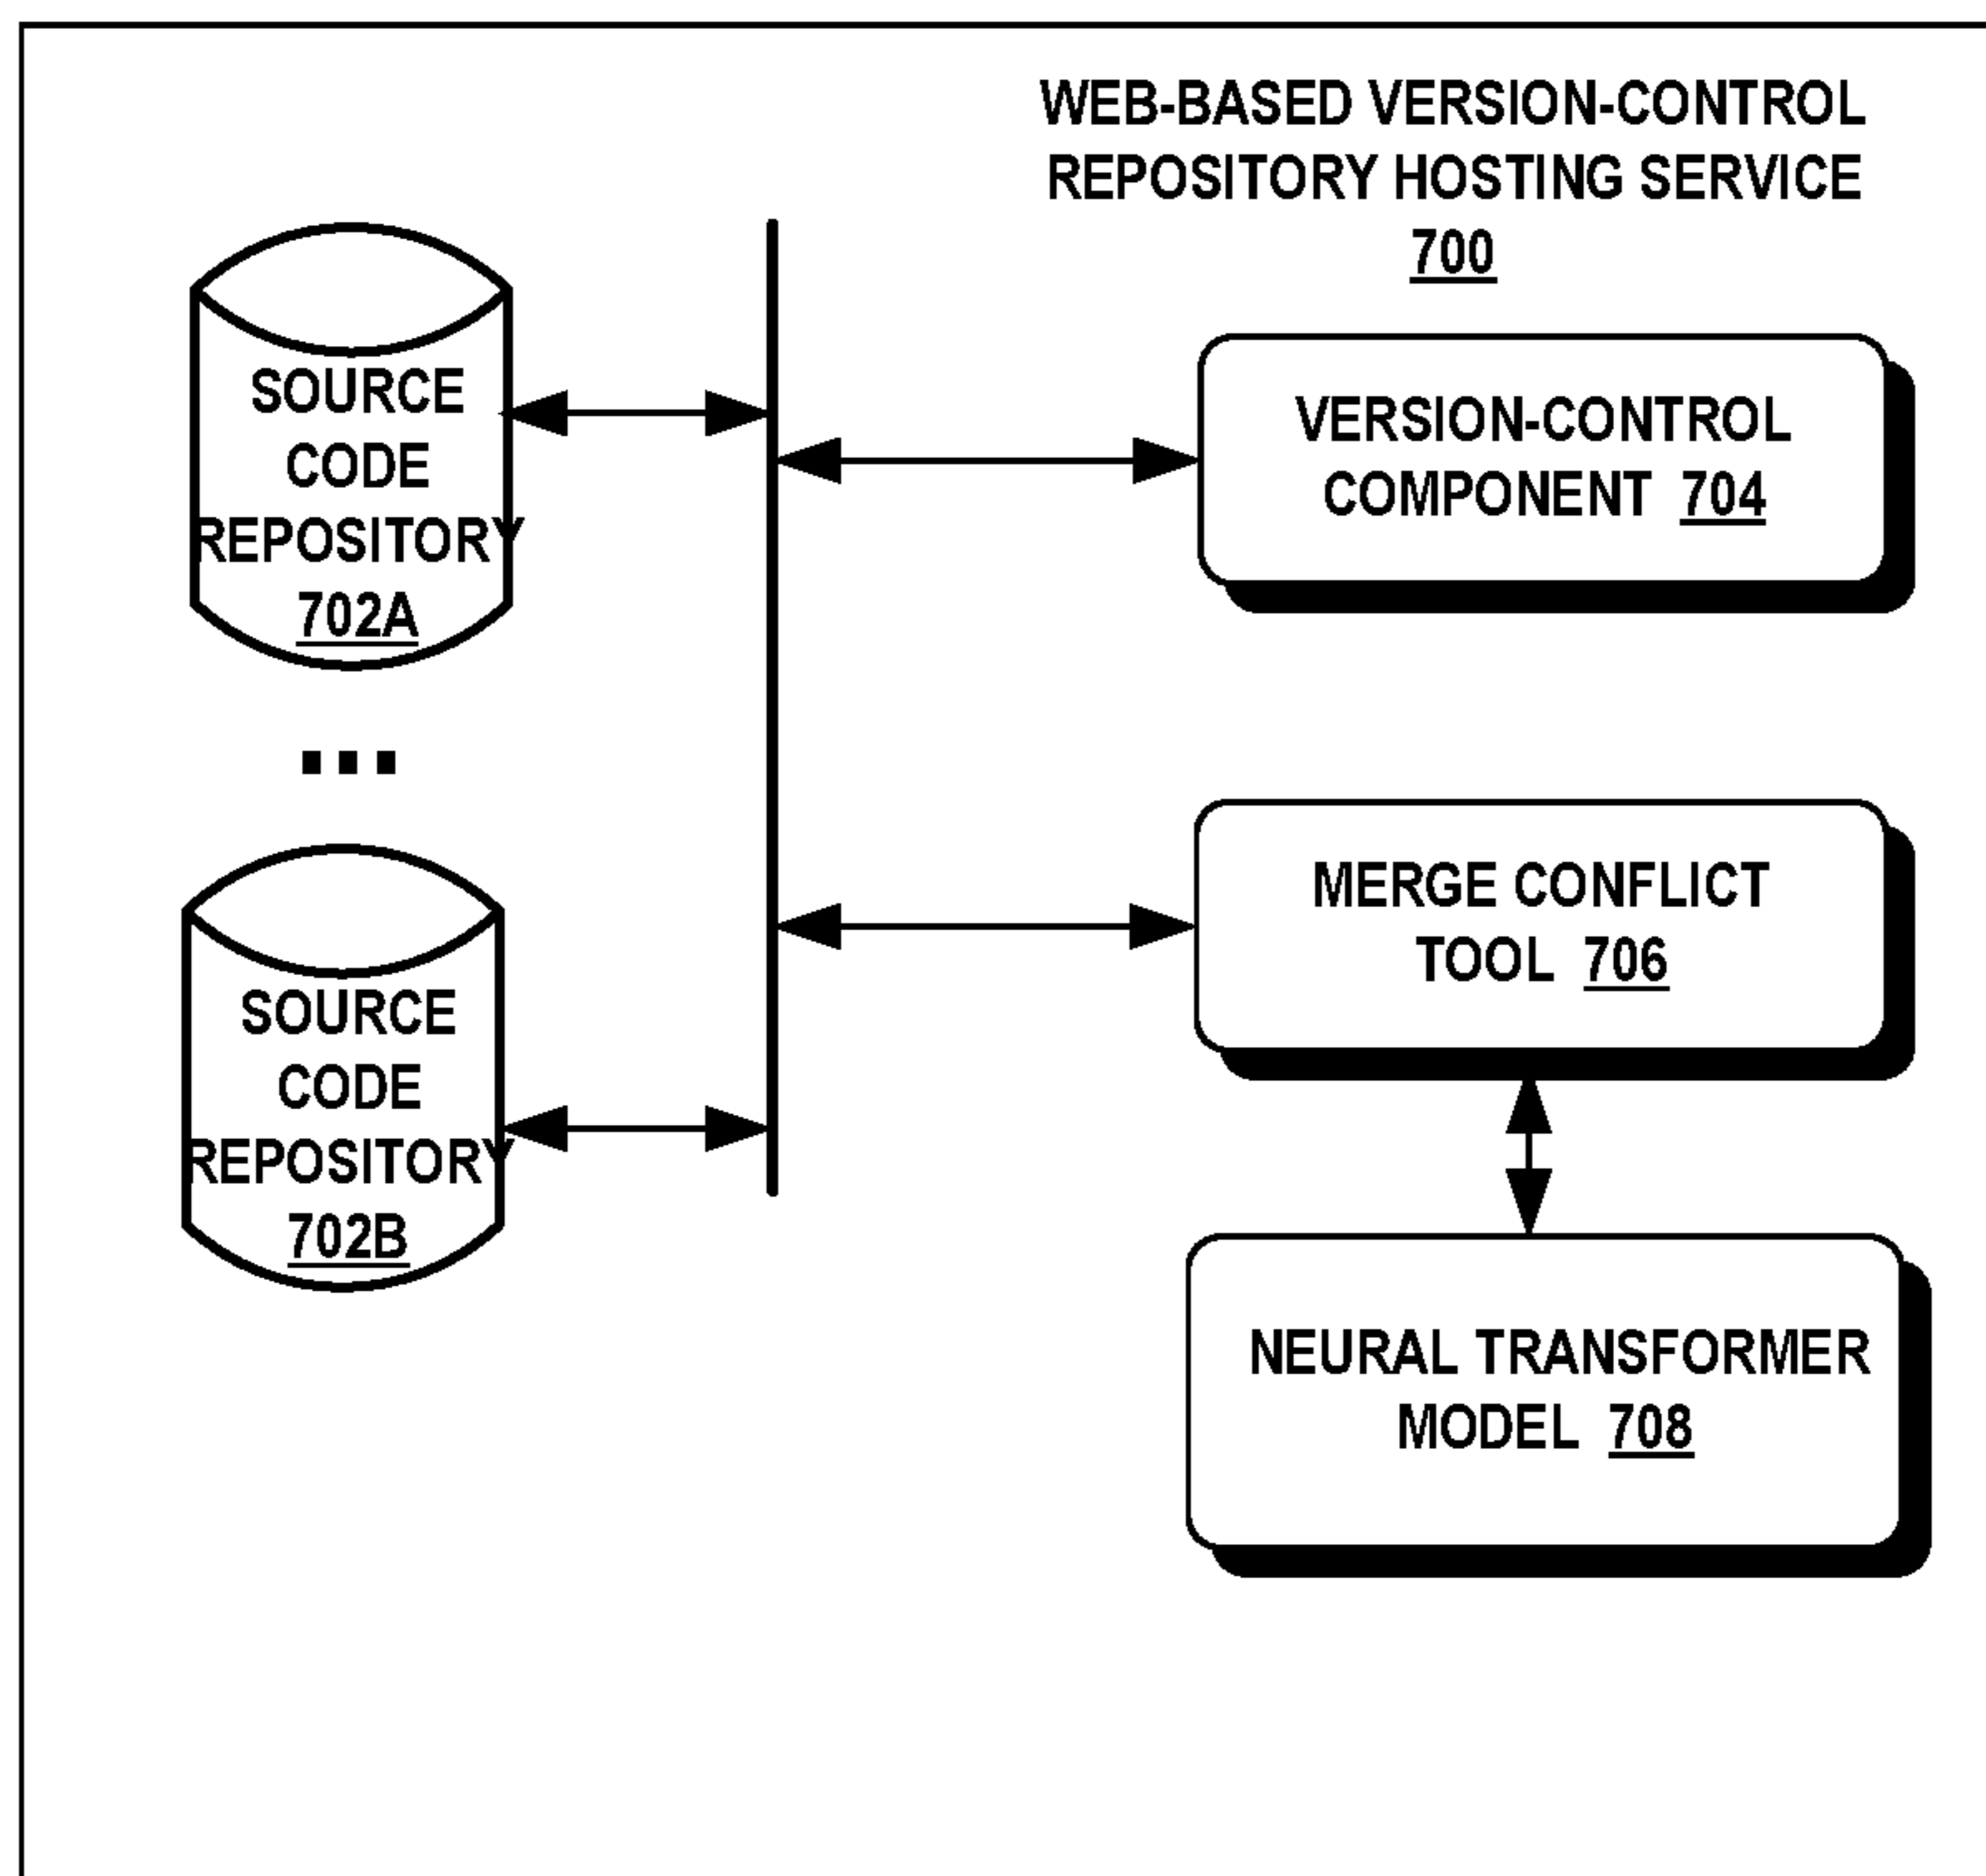 WEB-BASED VERSION-CONTROL
REPOSITORY HOSTING SERVICE
700
SOURCE
CODE
REPOSITORY
702A
VERSION-CONTROL
COMPONENT 704
...
MERGE CONFLICT
TOOL 706
SOURCE
CODE
REPOSITORY
702B
NEURAL TRANSFORMER
MODEL 708